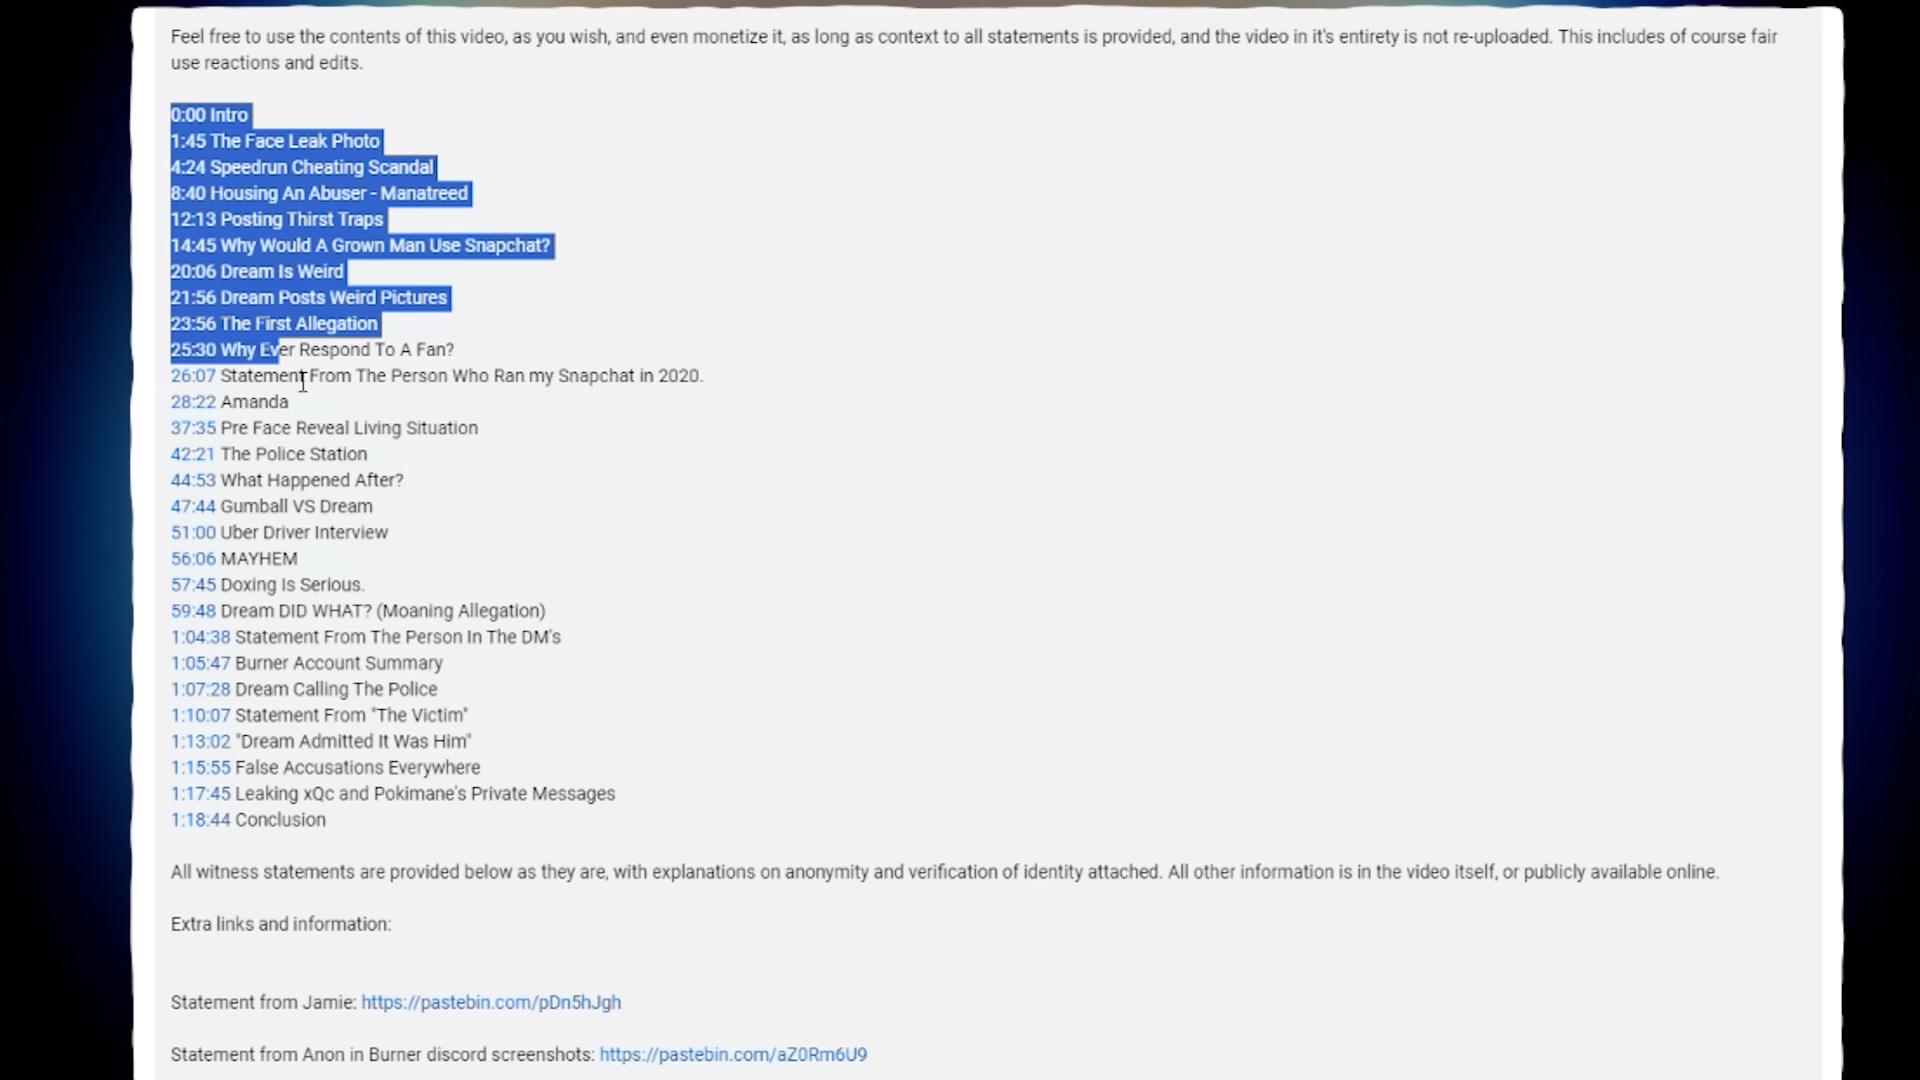 Feel free to use the contents of this video, as you wish, and even monetize it, as long as context to all statements is provided, and the video in it's entirety is not re-uploaded. This includes of course fair
use reactions and edits.
0:00 Intro
1:45 The Face Leak Photo
4:24 Speedrun Cheating Scandal
8:40 Housing An Abuser - Manatreed
12:13 Posting Thirst Traps
14:45 Why Would A Grown Man Use Snapchat?
20:06 Dream Is Weird
21:56 Dream Posts Weird Pictures
23:56 The First Allegation
25:30 Why Ever Respond To A Fan?
26:07 Statement From The Person Who Ran my Snapchat in 2020.
28:22 Amanda
37:35 Pre Face Reveal Living Situation
42:21 The Police Station
44:53 What Happened After?
47:44 Gumball VS Dream
51:00 Uber Driver Interview
56:06 MAYHEM
57:45 Doxing Is Serious.
59:48 Dream DID WHAT? (Moaning Allegation)
1:04:38 Statement From The Person In The DM's
1:05:47 Burner Account Summary
1:07:28 Dream Calling The Police
1:10:07 Statement From "The Victim"
1:13:02 "Dream Admitted It Was Him"
1:15:55 False Accusations Everywhere
1:17:45 Leaking xQc and Pokimane's Private Messages
1:18:44 Conclusion
All witness statements are provided below as they are, with explanations on anonymity and verification of identity attached. All other information is in the video itself, or publicly available online.
Extra links and information:
Statement from Jamie: https://pastebin.com/pDn5hJgh
Statement from Anon in Burner discord screenshots: https://pastebin.com/aZ0Rm6U9